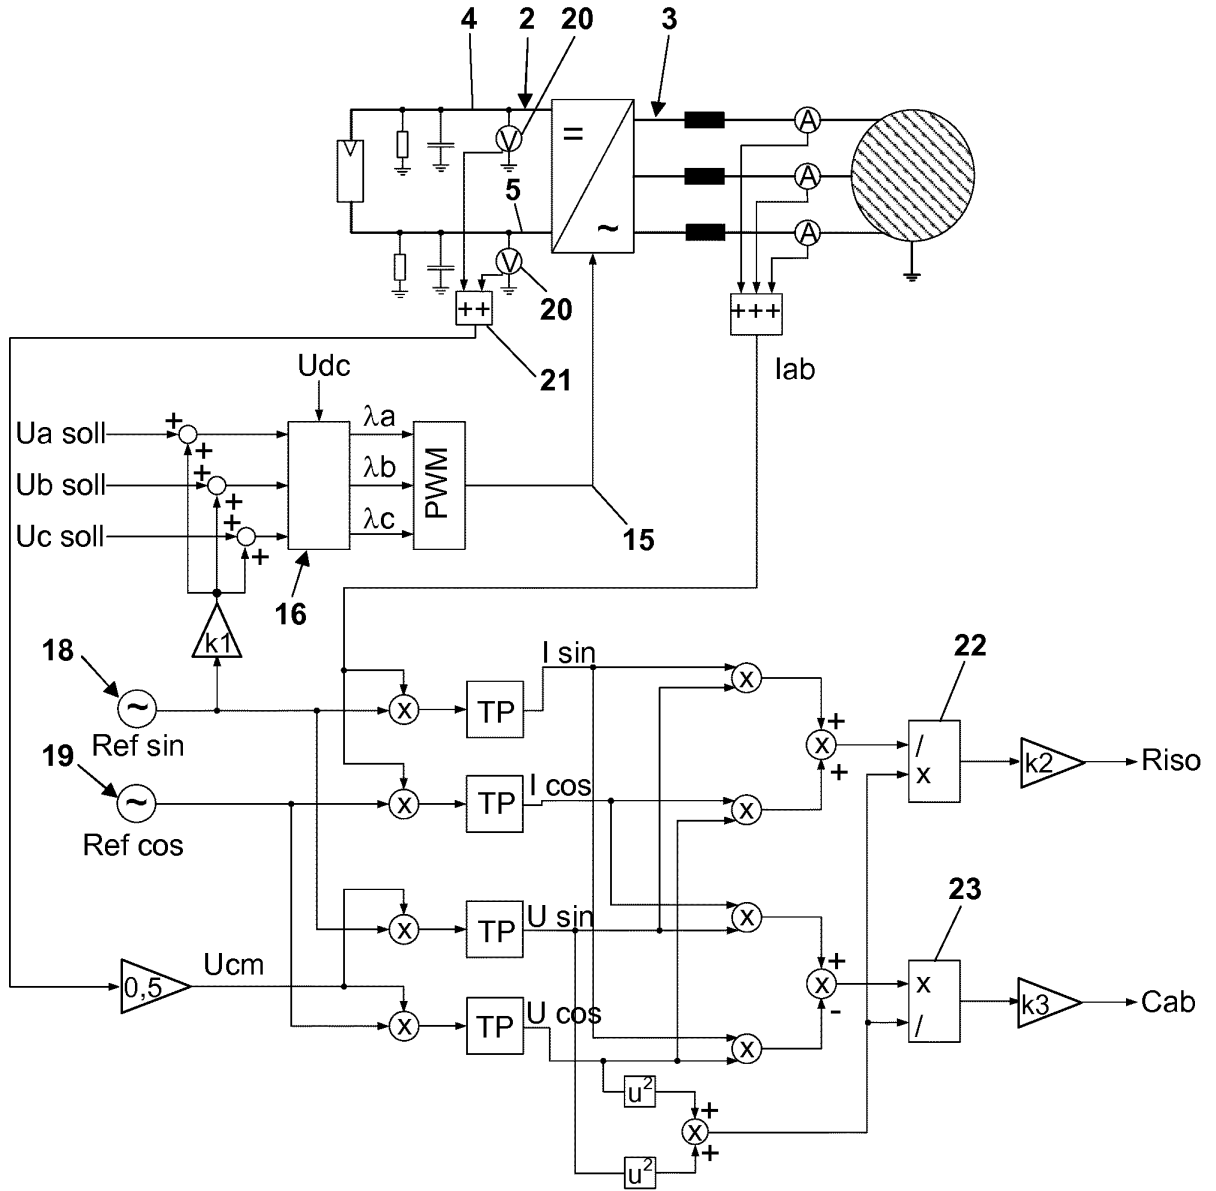 4 2 20 3
= V A
~ A
5 A
V
++ 20 +++
21 Iab
Udc
Ua soll + + λa
Ub soll + + λb PWM
Uc soll + + λc
15
16
k1
18 I sin 22
~ x TP x + / k2 Riso
Ref sin x + x
19 I cos
~ x TP x
Ref cos
23
U sin x
x TP + x k3 Cab
Ucm x - /
0,5 U cos
x TP x
u² +
x
u² +